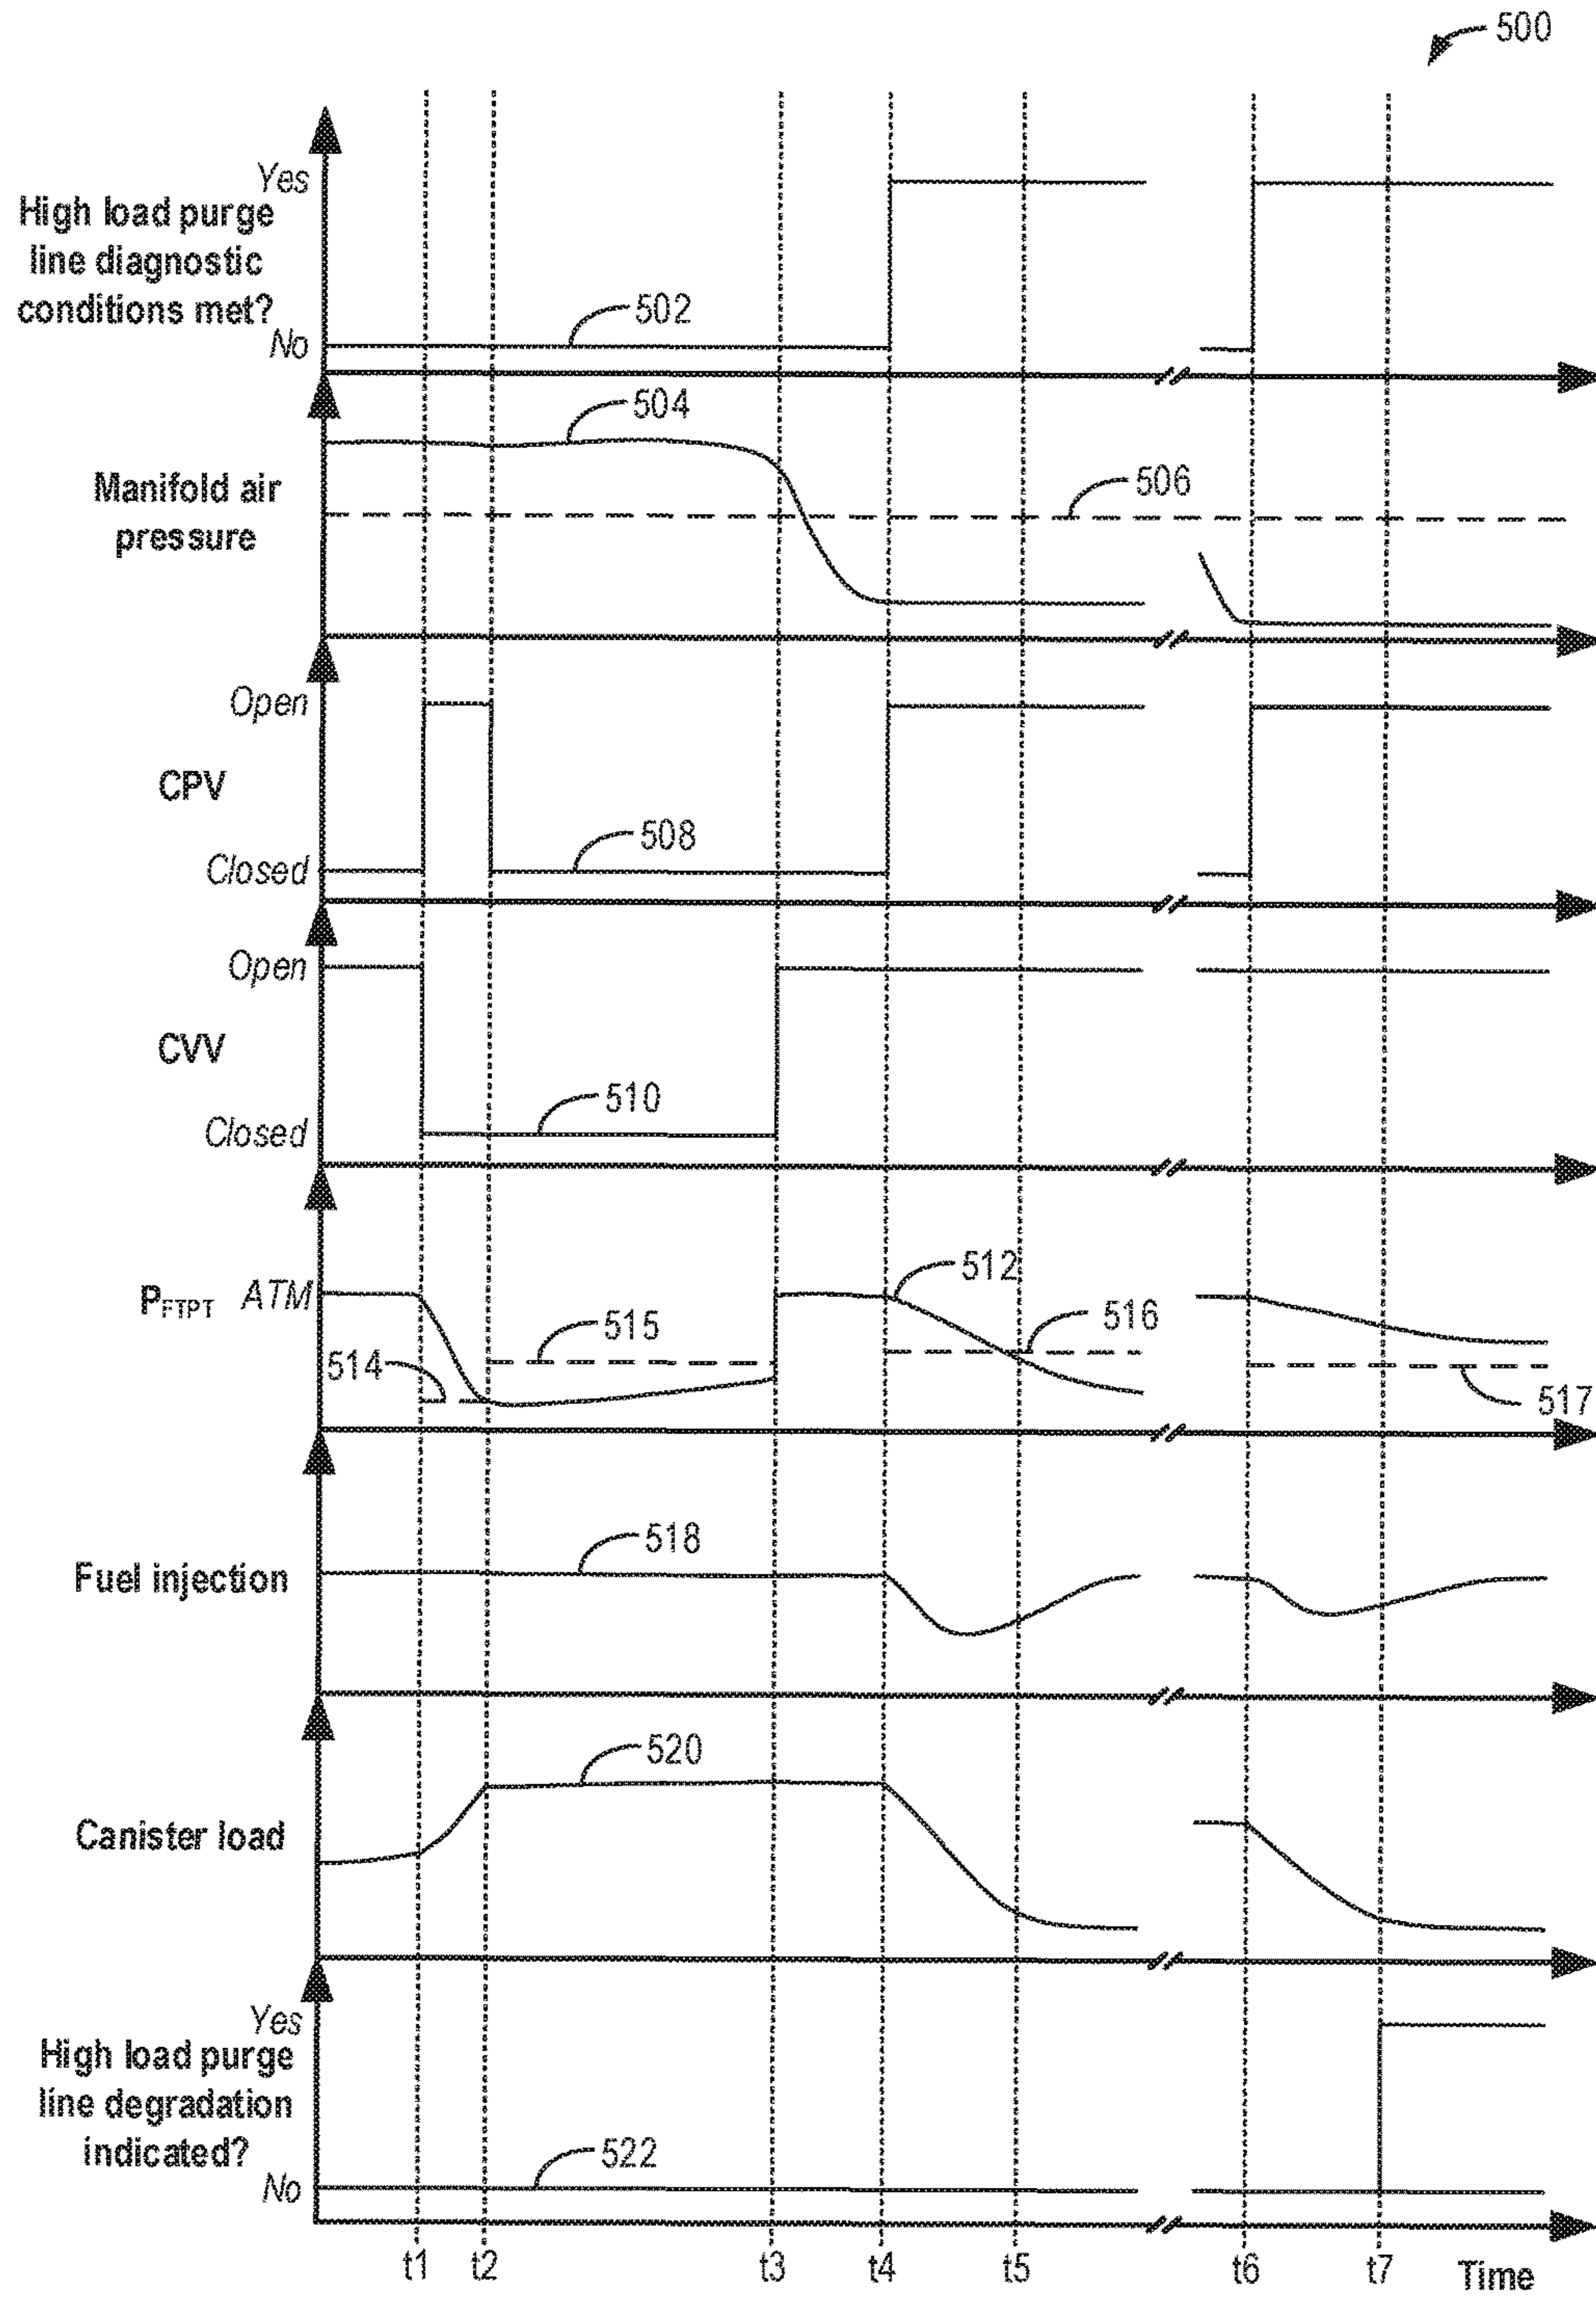 500
Yes
High load purge
line diagnostic
conditions met?
502
No
504
Manifold air
pressure
506
Open
CPV
508
Closed
Open
CVV
510
Closed
512
P_FTPT ATM
515
516
514
517
518
Fuel injection
520
Canister load
Yes
High load purge
line degradation
indicated?
522
No
t1 t2 t3 t4 t5 t6 t7 Time